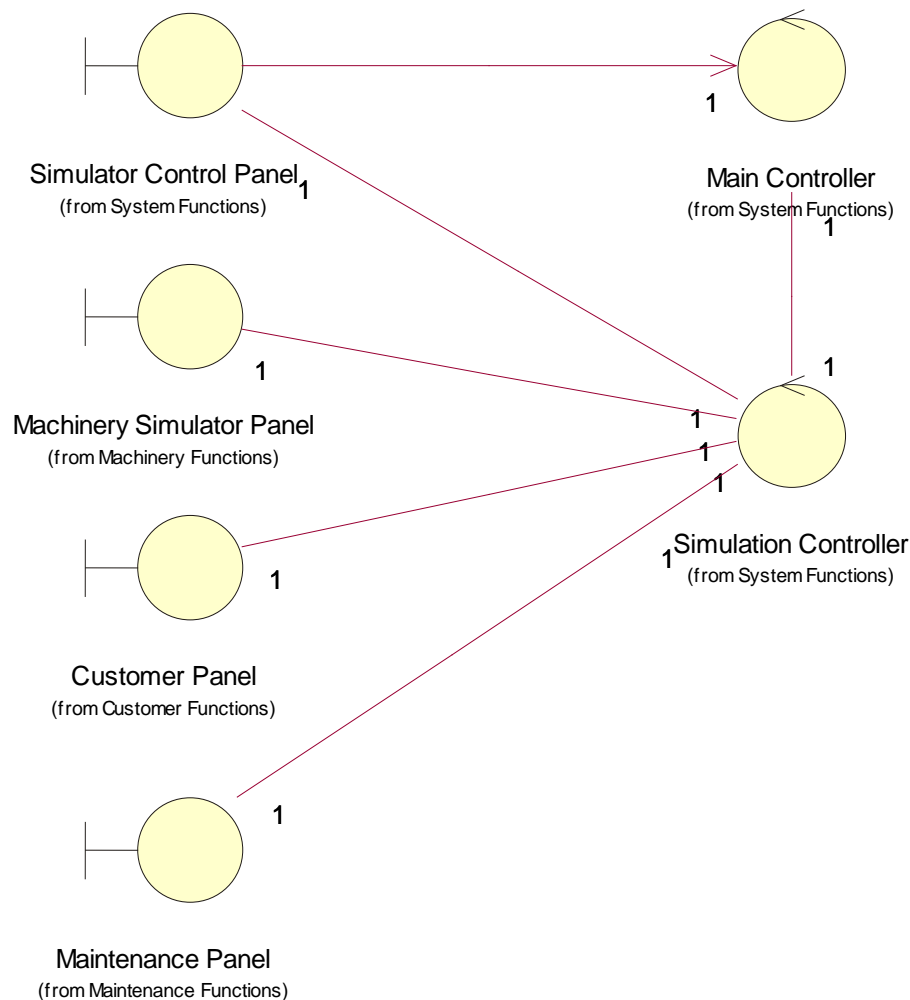 1
Simulator Control Panel
1
(from System Functions)
Main Controller
(from System Functions)
1
1
1
Machinery Simulator Panel
(from Machinery Functions)
1
1
1
1
Simulation Controller
(from System Functions)
1
Customer Panel
(from Customer Functions)
1
Maintenance Panel
(from Maintenance Functions)